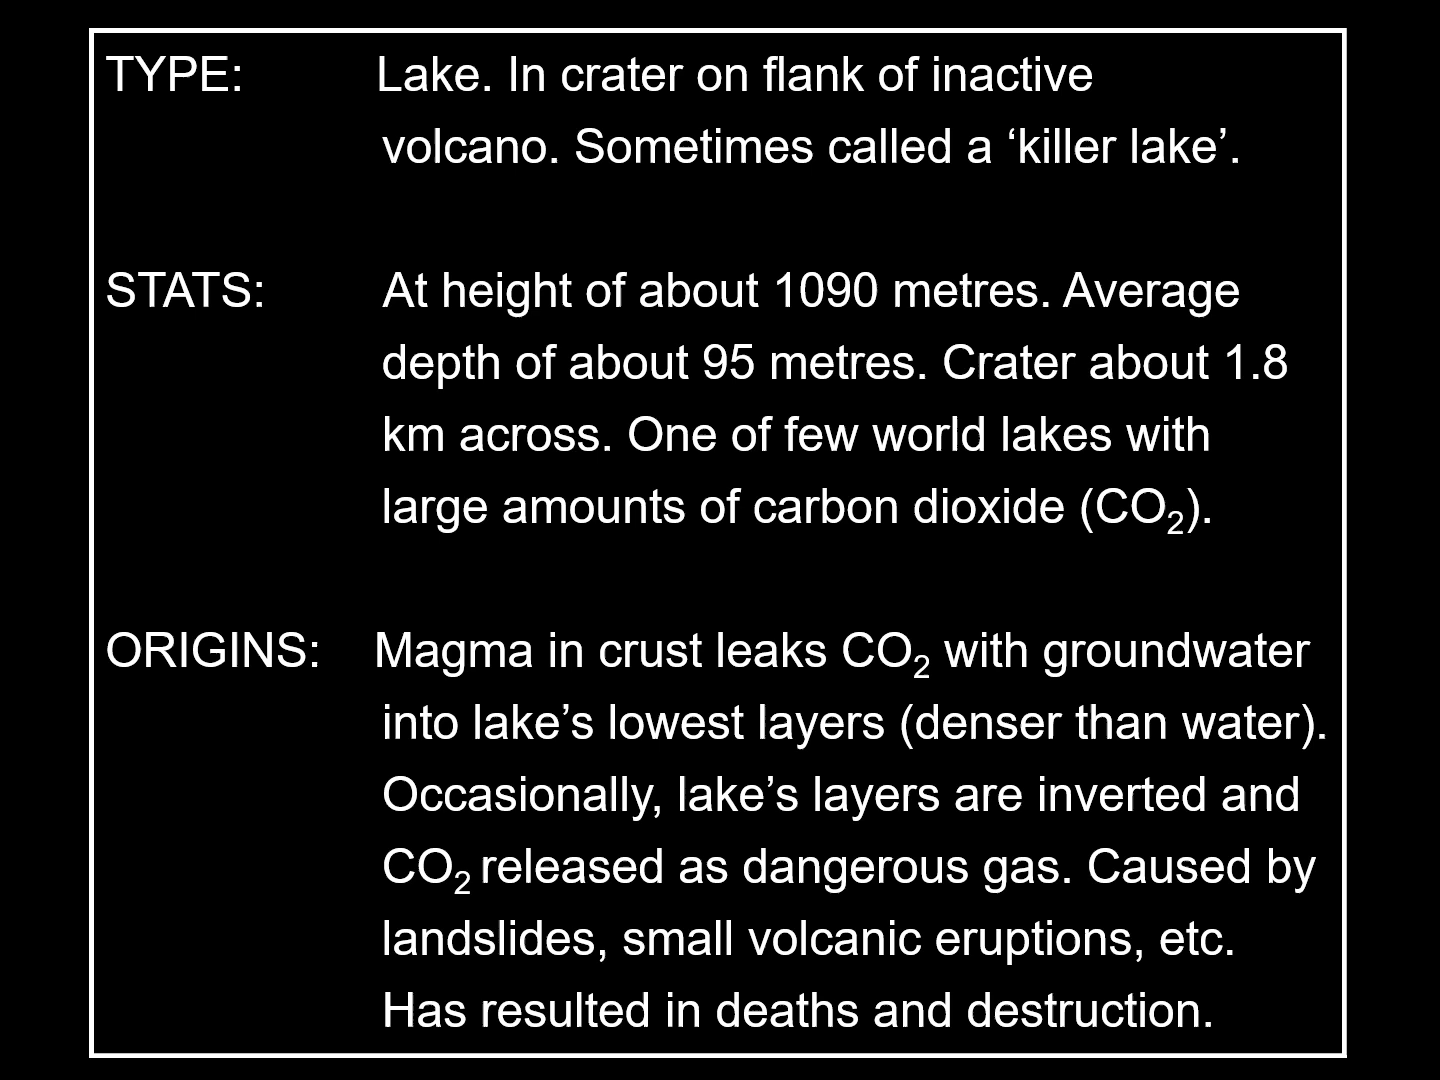 TYPE: Lake. In crater on flank of inactive
volcano. Sometimes called a ‘killer lake’.
STATS: At height of about 1090 metres. Average
depth of about 95 metres. Crater about 1.8
km across. One of few world lakes with
large amounts of carbon dioxide (CO₂).
ORIGINS: Magma in crust leaks CO₂ with groundwater
into lake’s lowest layers (denser than water).
Occasionally, lake’s layers are inverted and
CO₂ released as dangerous gas. Caused by
landslides, small volcanic eruptions, etc.
Has resulted in deaths and destruction.